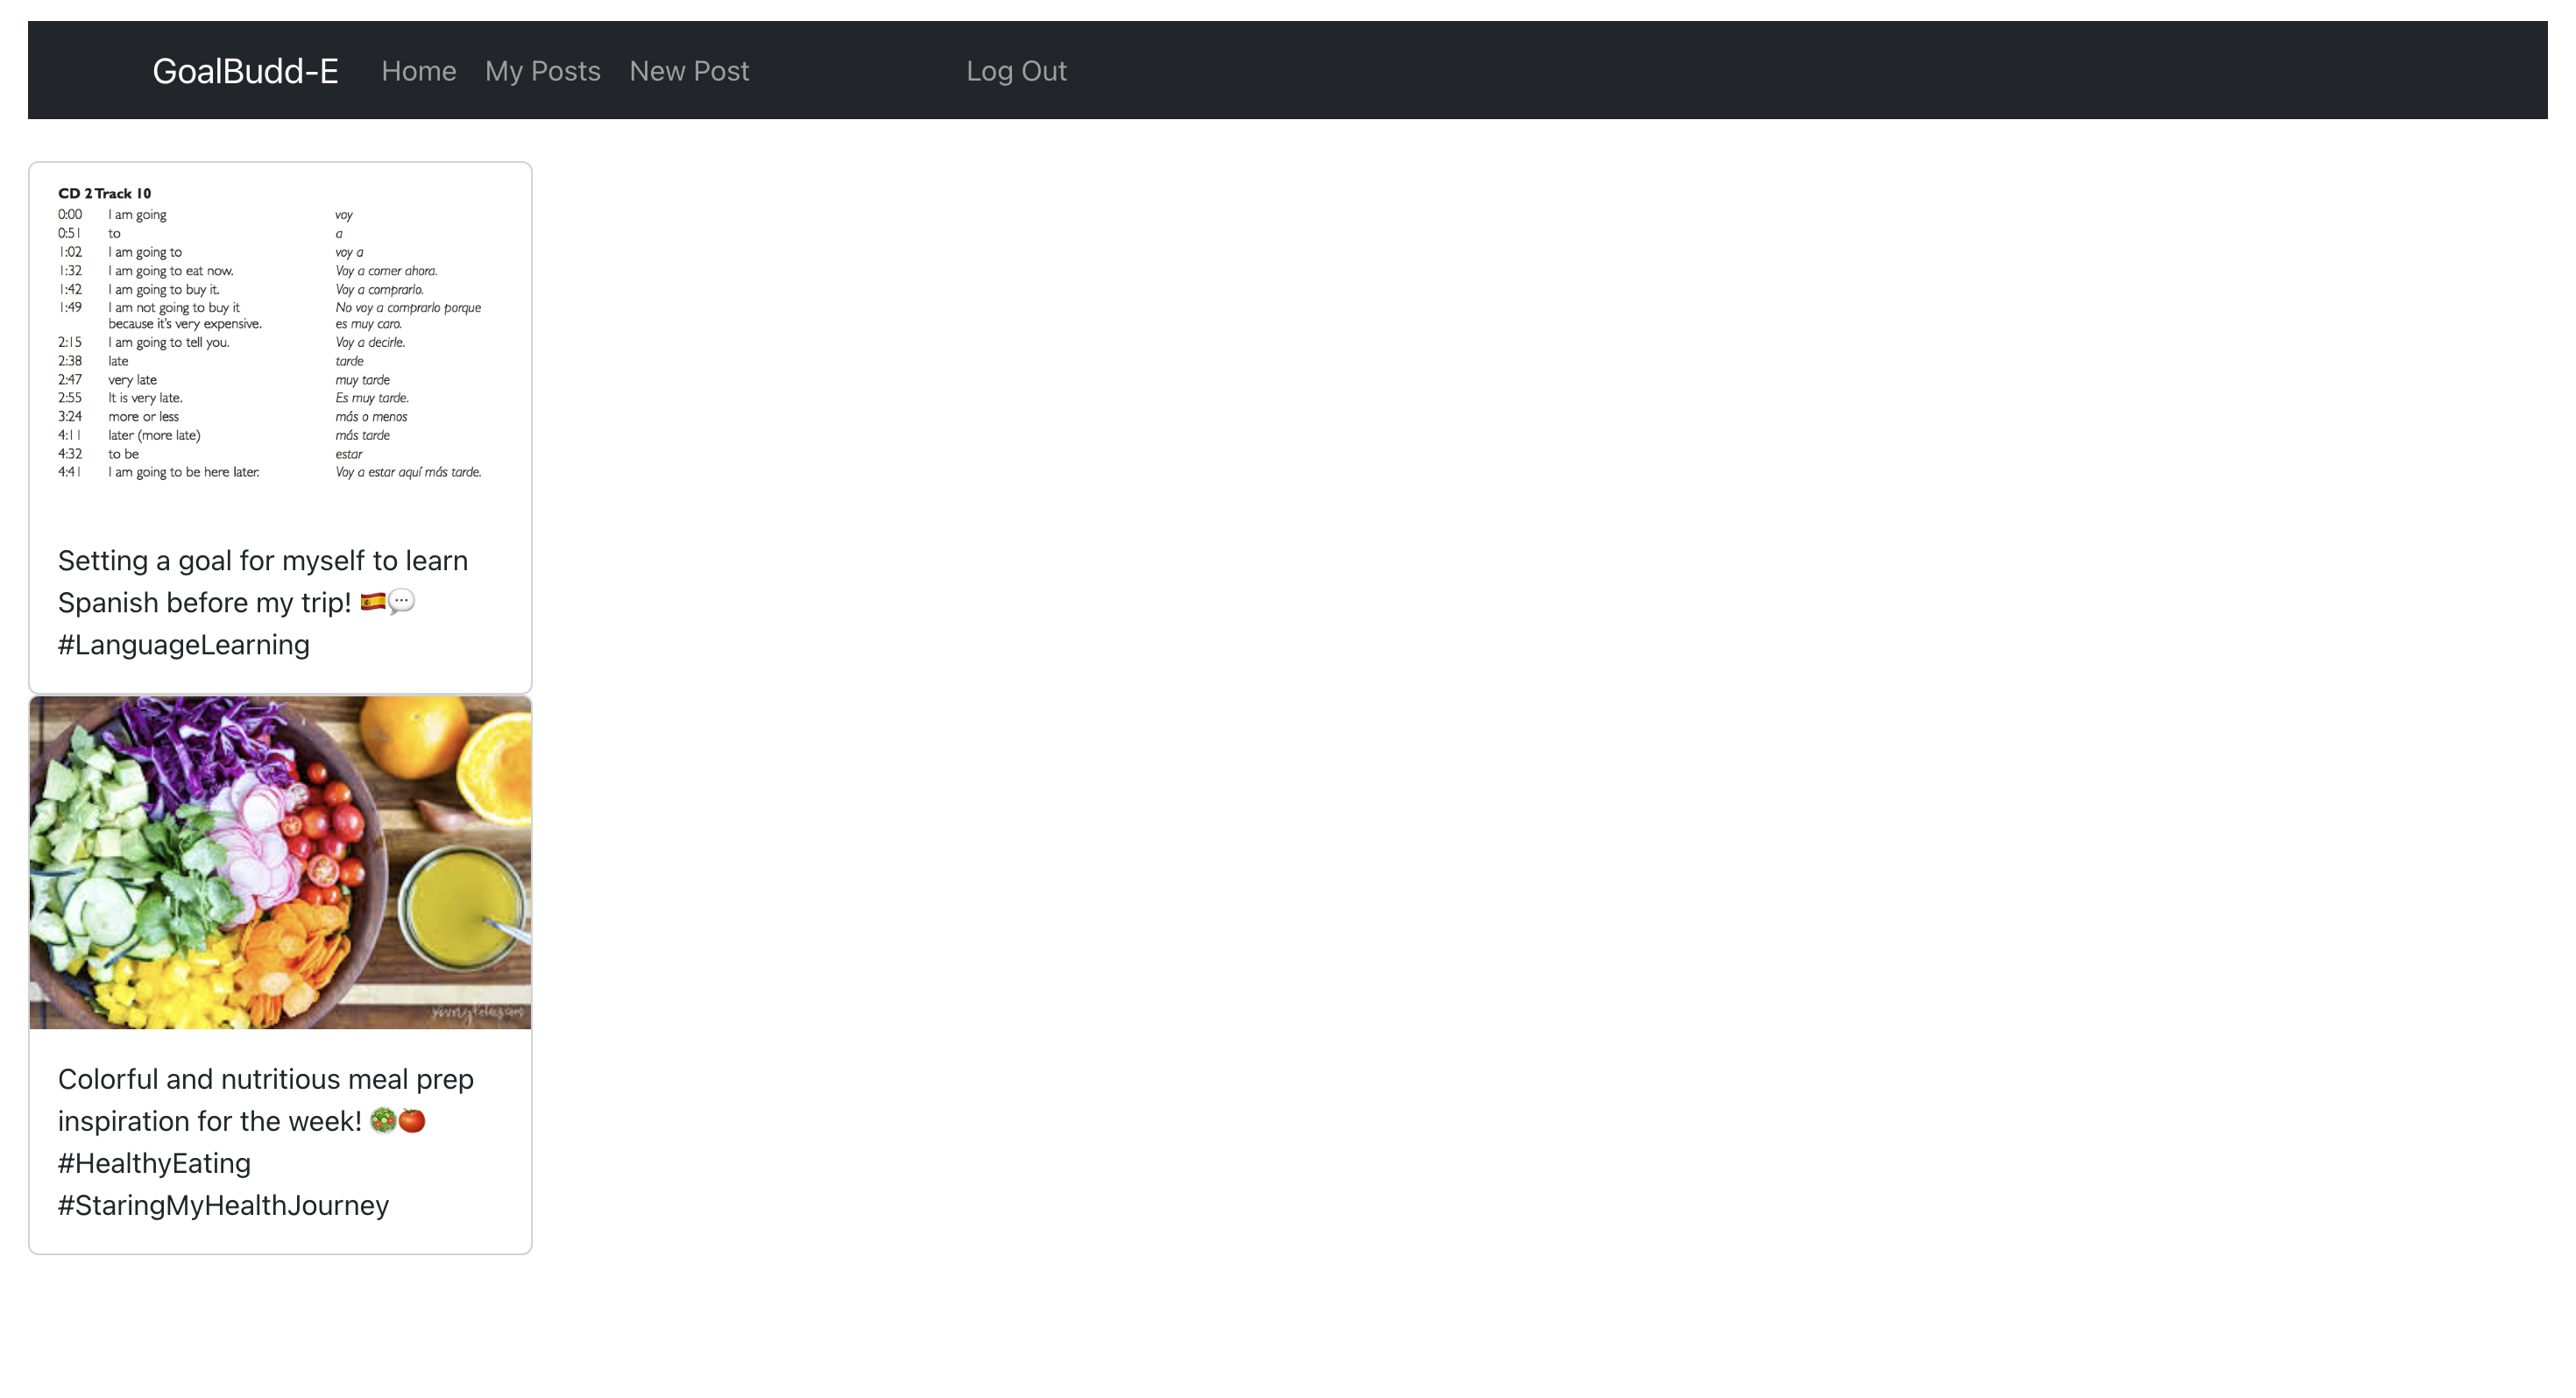 GoalBudd-E Home My Posts New Post Log Out
CD 2 Track 10
0:00 I am going voy
0:51 to a
1:02 I am going to voy a
1:32 I am going to eat now. Voy a comer ahora.
1:42 I am going to buy it. Voy a comprarlo.
1:49 I am not going to buy it No voy a comprarlo porque
because it's very expensive. es muy caro.
2:15 I am going to tell you. Voy a decirle.
2:38 late tarde
2:47 very late muy tarde
2:55 It is very late. Es muy tarde.
3:24 more or less más o menos
4:11 later (more late) más tarde
4:32 to be estar
4:41 I am going to be here later. Voy a estar aquí más tarde.
Setting a goal for myself to learn
Spanish before my trip! 🇪🇸💬
#LanguageLearning
Colorful and nutritious meal prep
inspiration for the week! 🥗🍅
#HealthyEating
#StaringMyHealthJourney